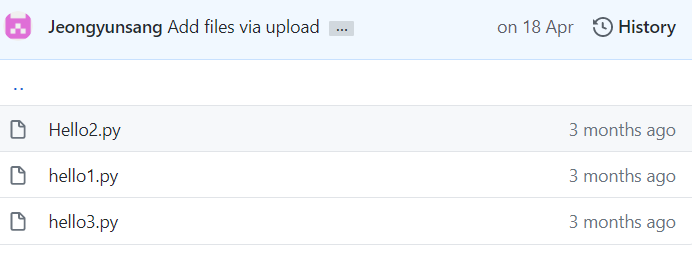 Jeongyunsang Add files via upload ... on 18 Apr History
..
Hello2.py 3 months ago
hello1.py 3 months ago
hello3.py 3 months ago